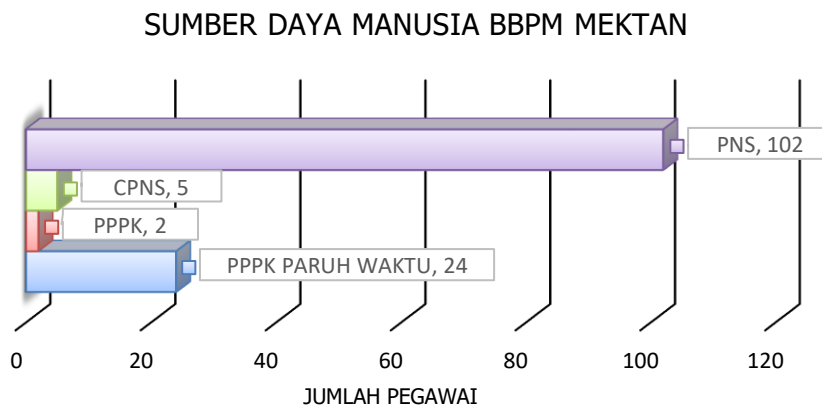 SUMBER DAYA MANUSIA BBPM MEKTAN
PNS, 102
CPNS, 5
PPPK, 2
PPPK PARUH WAKTU, 24
0 20 40 60 80 100 120
JUMLAH PEGAWAI